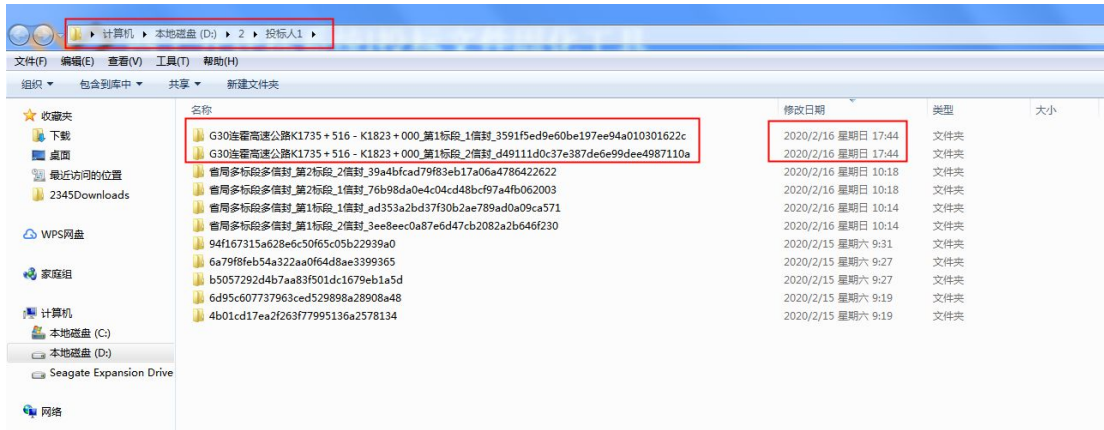 计算机 ▸ 本地磁盘 (D:) ▸ 2 ▸ 投标人1 ▸
文件(F) 编辑(E) 查看(V) 工具(T) 帮助(H)
组织 包含到库中 共享 新建文件夹
名称 修改日期 类型 大小
G30连霍高速公路K1735+516 - K1823+000_第1标段_1信封_3591f5ed9e60be197ee94a010301622c 2020/2/16 星期日 17:44 文件夹
G30连霍高速公路K1735+516 - K1823+000_第1标段_2信封_d49111d0c37e387de6e99dee4987110a 2020/2/16 星期日 17:44 文件夹
省局多标段多信封_第2标段_2信封_39a4bfcad79f83eb17a06a4786422622 2020/2/16 星期日 10:18 文件夹
省局多标段多信封_第2标段_1信封_76b98da0e4c04cd48bcf97a4fb062003 2020/2/16 星期日 10:18 文件夹
省局多标段多信封_第1标段_1信封_ad353a2bd37f30b2ae789ad0a09ca571 2020/2/16 星期日 10:14 文件夹
省局多标段多信封_第1标段_2信封_3ee8eec0a87e6d47cb2082a2b646f230 2020/2/16 星期日 10:14 文件夹
94f167315a628e6c50f65c05b22939a0 2020/2/15 星期六 9:31 文件夹
6a79f8feb54a322aa0f64d8ae3399365 2020/2/15 星期六 9:27 文件夹
b5057292d4b7aa83f501dc1679eb1a5d 2020/2/15 星期六 9:27 文件夹
6d95c607737963ced529898a28908a48 2020/2/15 星期六 9:19 文件夹
4b01cd17ea2f263f77995136a2578134 2020/2/15 星期六 9:19 文件夹
收藏夹
下载
桌面
最近访问的位置
2345Downloads
WPS网盘
家庭组
计算机
本地磁盘 (C:)
本地磁盘 (D:)
Seagate Expansion Drive
网络